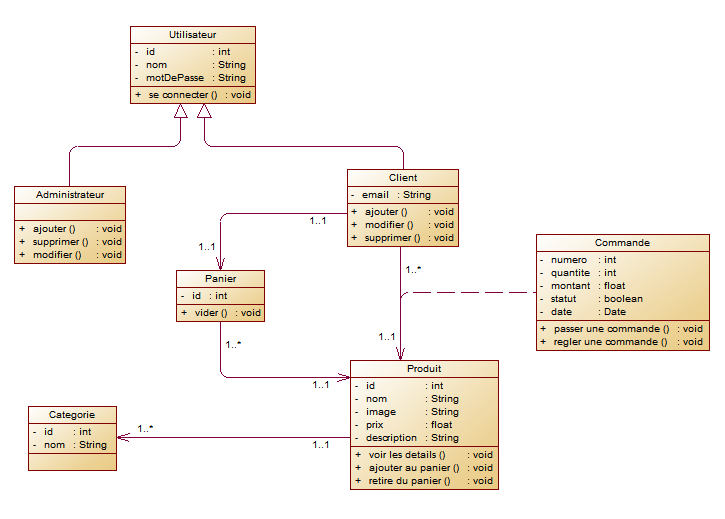 Utilisateur
- id : int
- nom : String
- motDePasse : String
+ se connecter () : void
Administrateur
+ ajouter () : void
+ supprimer () : void
+ modifier () : void
Client
- email : String
+ ajouter () : void
+ modifier () : void
+ supprimer () : void
1..1
1..1
Panier
- id : int
+ vider () : void
1..*
1..1
Commande
- numero : int
- quantite : int
- montant : float
- statut : boolean
- date : Date
+ passer une commande () : void
+ regler une commande () : void
1..*
1..1
Produit
- id : int
- nom : String
- image : String
- prix : float
- description : String
+ voir les details () : void
+ ajouter au panier () : void
+ retire du panier () : void
Categorie
- id : int
- nom : String
1..*
1..1